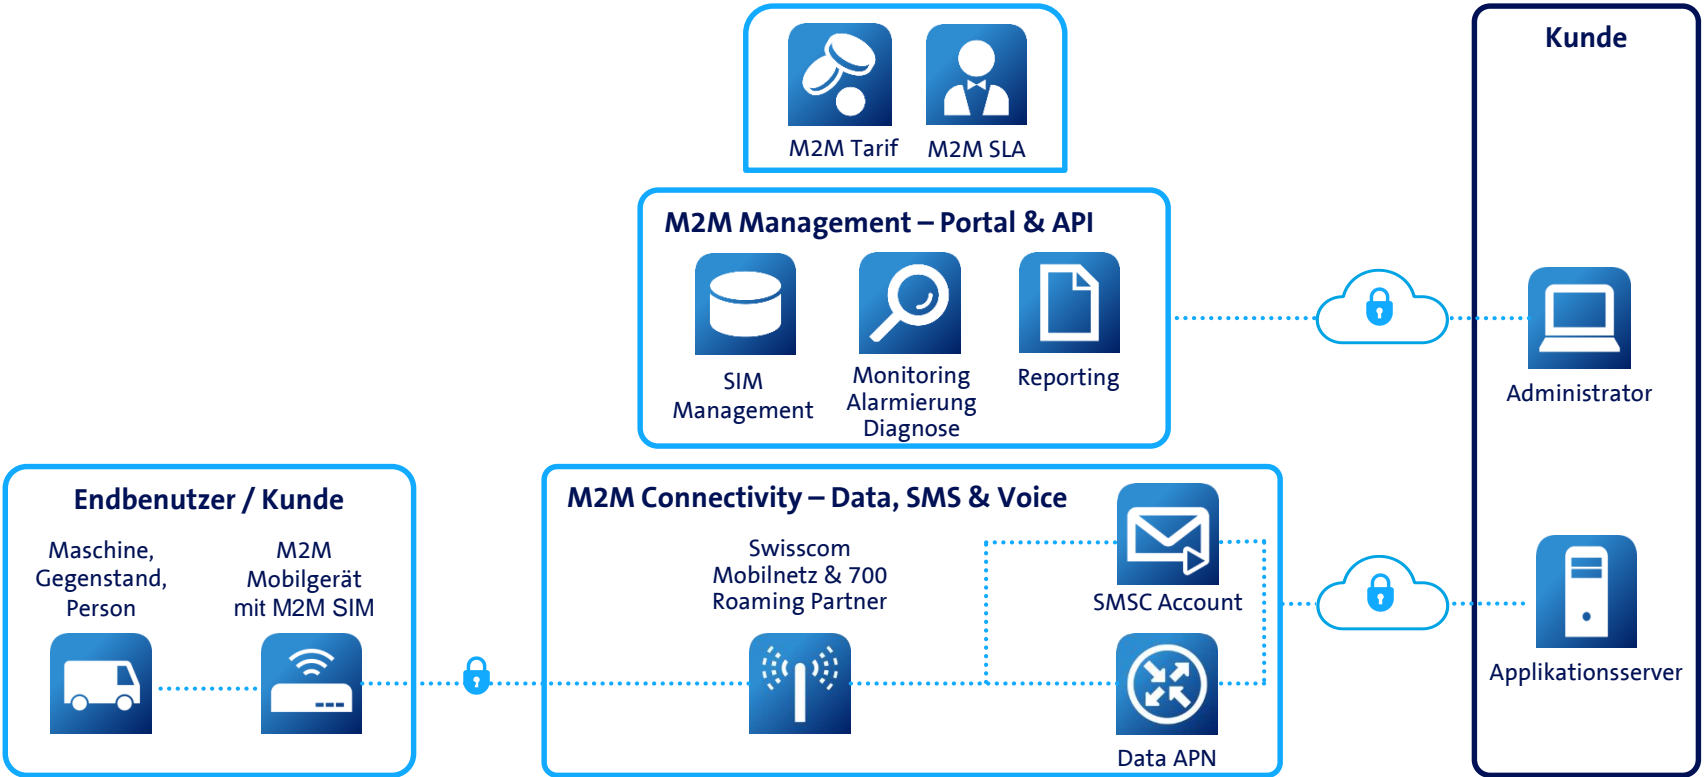 Kunde
M2M Tarif
M2M SLA
M2M Management – Portal & API
SIM
Management
Monitoring
Alarmierung
Diagnose
Reporting
Administrator
Endbenutzer / Kunde
Maschine,
Gegenstand,
Person
M2M
Mobilgerät
mit M2M SIM
M2M Connectivity – Data, SMS & Voice
Swisscom
Mobilnetz & 700
Roaming Partner
SMSC Account
Data APN
Applikationsserver